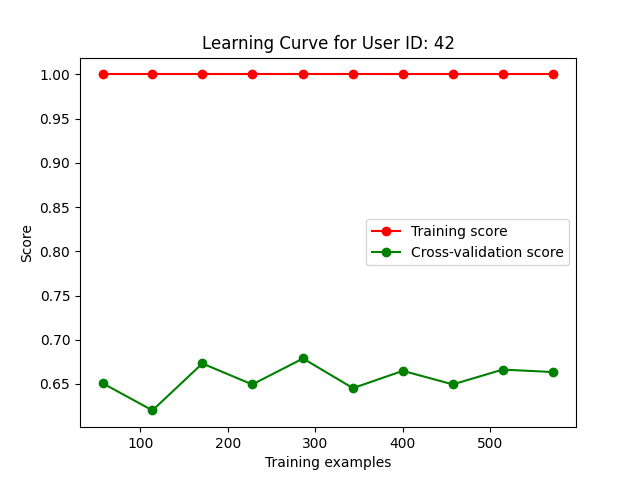 Learning Curve for User ID: 42
1.00
0.95
0.90
0.85
0.80
0.75
0.70
0.65
Score
Training score
Cross-validation score
100 200 300 400 500
Training examples